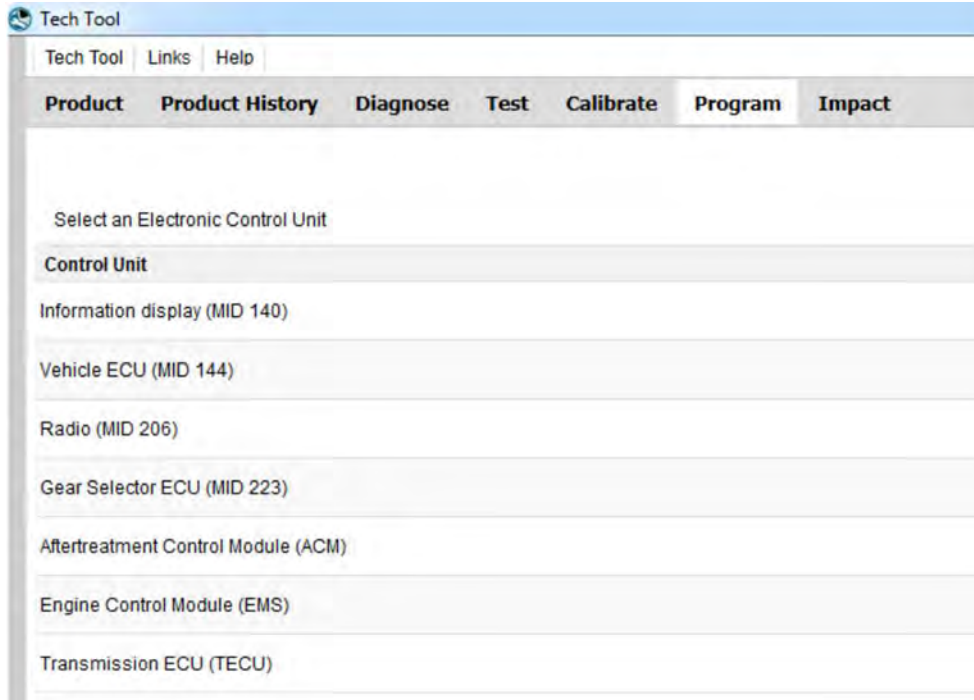 Tech Tool
Tech Tool Links Help
Product Product History Diagnose Test Calibrate Program Impact
Select an Electronic Control Unit
Control Unit
Information display (MID 140)
Vehicle ECU (MID 144)
Radio (MID 206)
Gear Selector ECU (MID 223)
Aftertreatment Control Module (ACM)
Engine Control Module (EMS)
Transmission ECU (TECU)